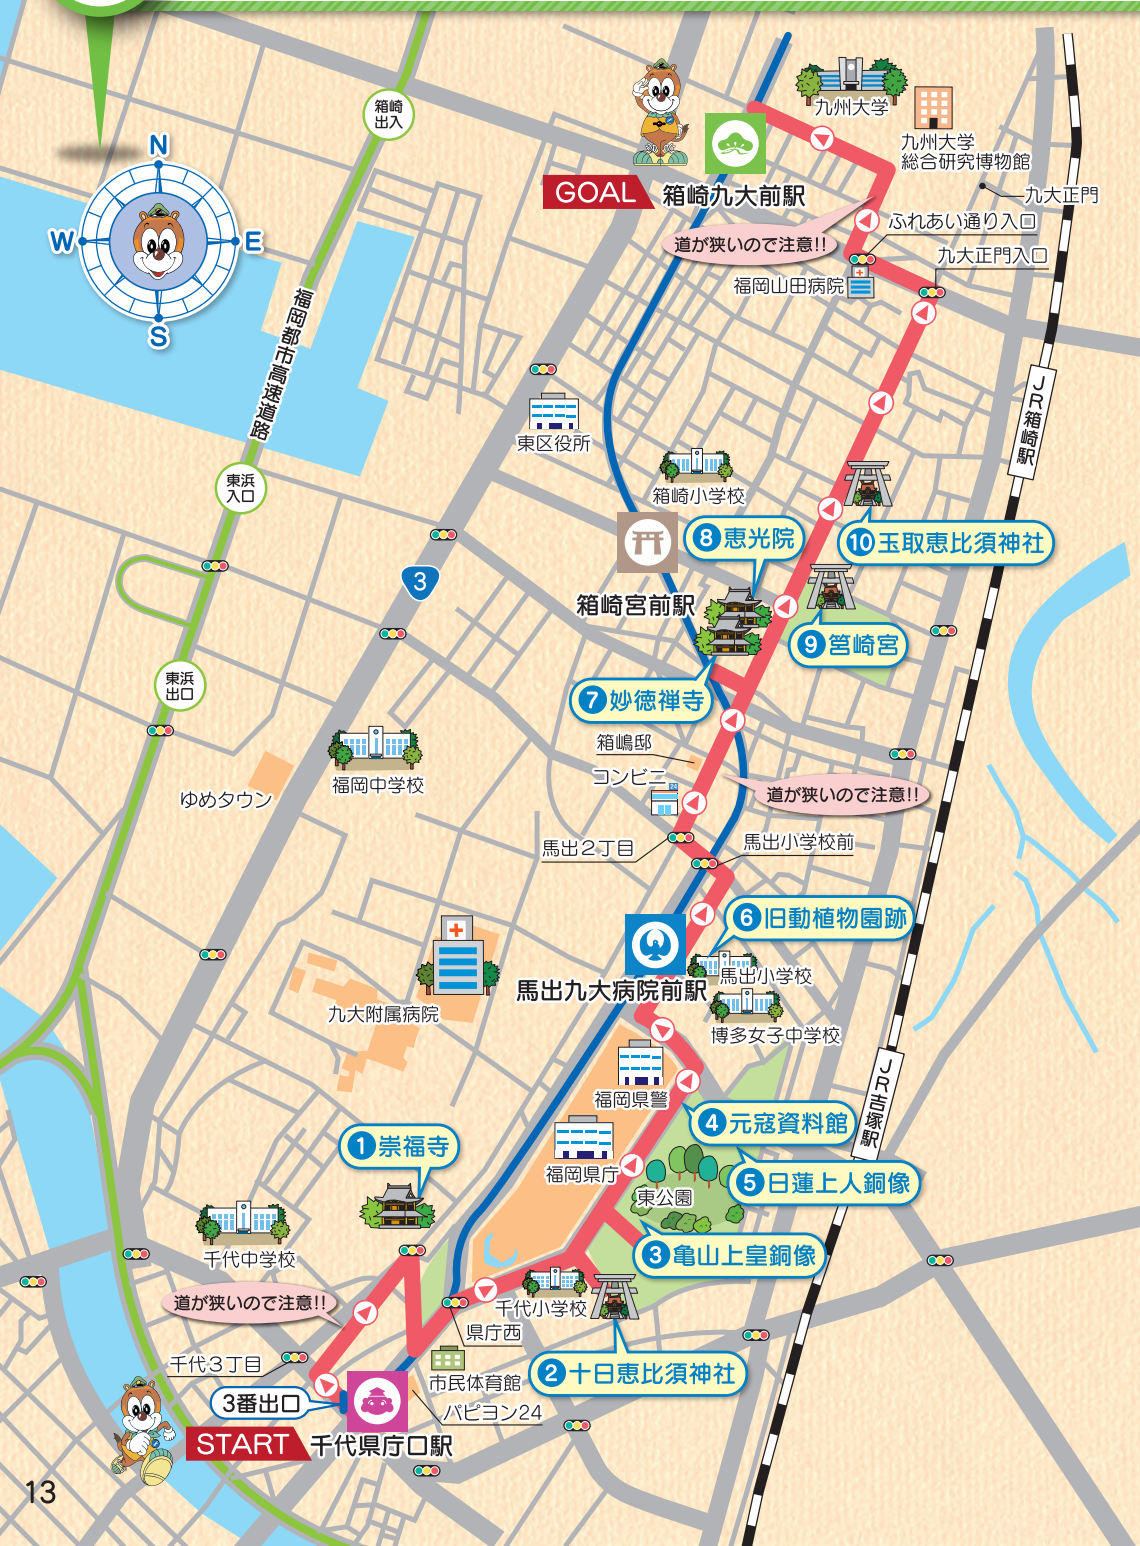 箱崎
出入
N
W
E
S
福岡都市高速道路
GOAL
箱崎九大前駅
九州大学
九州大学
総合研究博物館
九大正門
ふれあい通り入口
道が狭いので注意!!
九大正門入口
福岡山田病院
JR箱崎駅
東区役所
東浜
入口
箱崎小学校
⑧恵光院
⑩玉取恵比須神社
3
箱崎宮前駅
⑨筥崎宮
東浜
出口
⑦妙徳禅寺
箱嶋邸
福岡中学校
コンビニ
ゆめタウン
道が狭いので注意!!
馬出2丁目
馬出小学校前
⑥旧動植物園跡
馬出小学校
馬出九大病院前駅
九大附属病院
博多女子中学校
JR吉塚駅
福岡県警
④元寇資料館
①崇福寺
福岡県庁
⑤日蓮上人銅像
東公園
③亀山上皇銅像
千代中学校
道が狭いので注意!!
千代小学校
県庁西
千代3丁目
②十日恵比須神社
市民体育館
3番出口
パピヨン24
START
千代県庁口駅
13